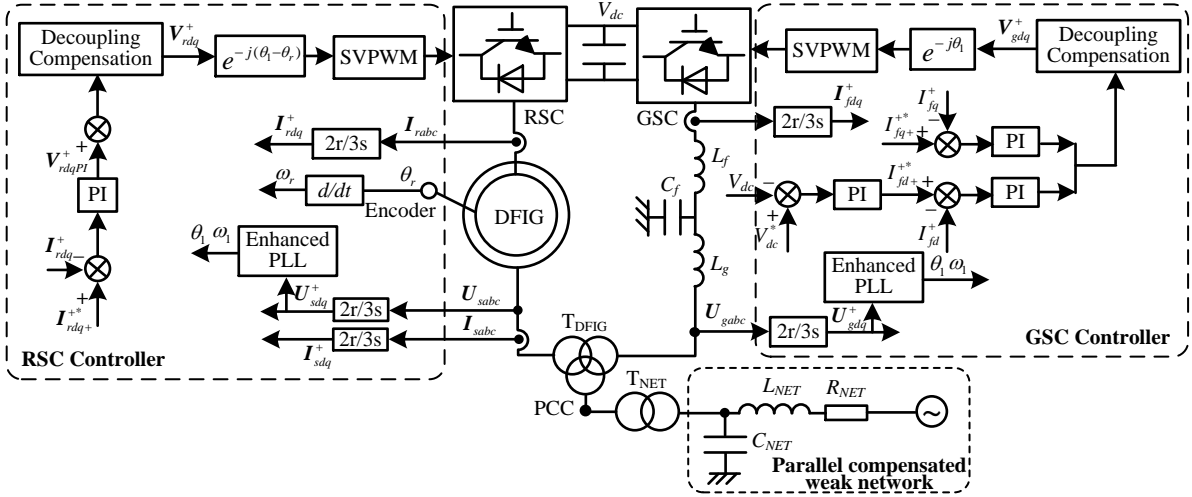 Decoupling
Compensation
V⁺rdq
e^−j(θ₁−θr)
SVPWM
Vdc
RSC
GSC
SVPWM
e^−jθ₁
V⁺gdq
Decoupling
Compensation
+
V⁺rdqPI
PI
I⁺rdq
−
+
I⁺*rdq+
I⁺rdq
2r/3s
Irabc
ωr
d/dt
θr
Encoder
DFIG
θ₁ ω₁
Enhanced
PLL
U⁺sdq
2r/3s
Usabc
I⁺sdq
2r/3s
Isabc
RSC Controller
I⁺fdq
2r/3s
Lf
Cf
Lg
Ugabc
2r/3s
U⁺gdq
Enhanced
PLL
θ₁ ω₁
I⁺fq
I⁺*fq+
+
−
PI
Vdc
−
+
V*dc
PI
I⁺*fd+
+
−
I⁺fd
PI
GSC Controller
TDFIG
PCC
TNET
LNET
RNET
CNET
Parallel compensated
weak network